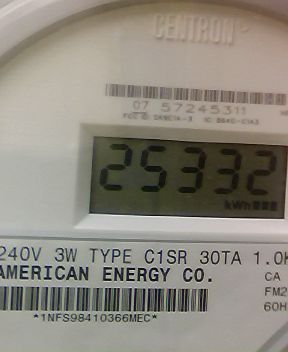 CENTRON
07 57245311
25332
kWh
240V 3W TYPE C1SR 30TA 1.0K
AMERICAN ENERGY CO.
CA
FM2
60H
*1NFS98410366MEC*